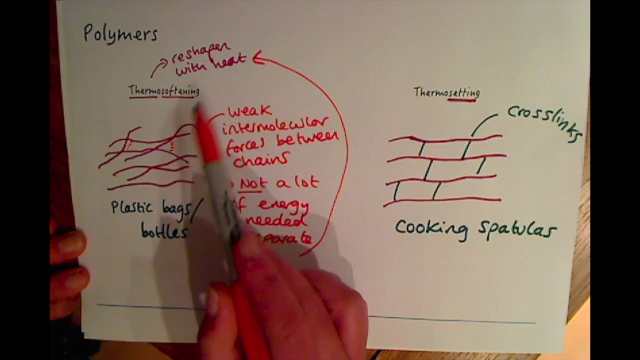 Polymers
reshapen
with heat
Thermosoftening
weak
intermolecular
forces between
chains
Not a lot
of energy
needed
Plastic bags/
bottles
Thermosetting
crosslinks
Cooking spatulas